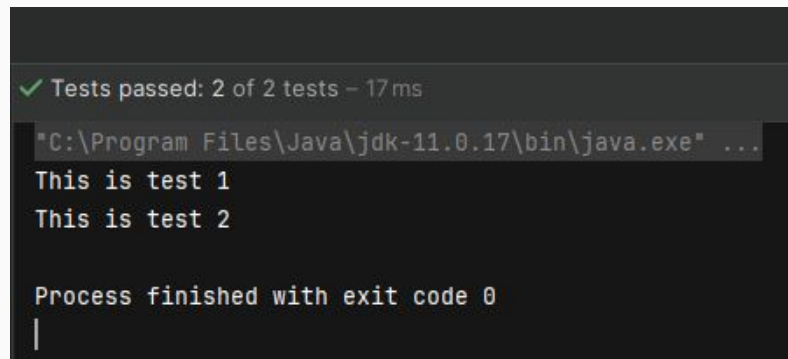 Tests passed: 2 of 2 tests – 17 ms
"C:\Program Files\Java\jdk-11.0.17\bin\java.exe" ...
This is test 1
This is test 2
Process finished with exit code 0